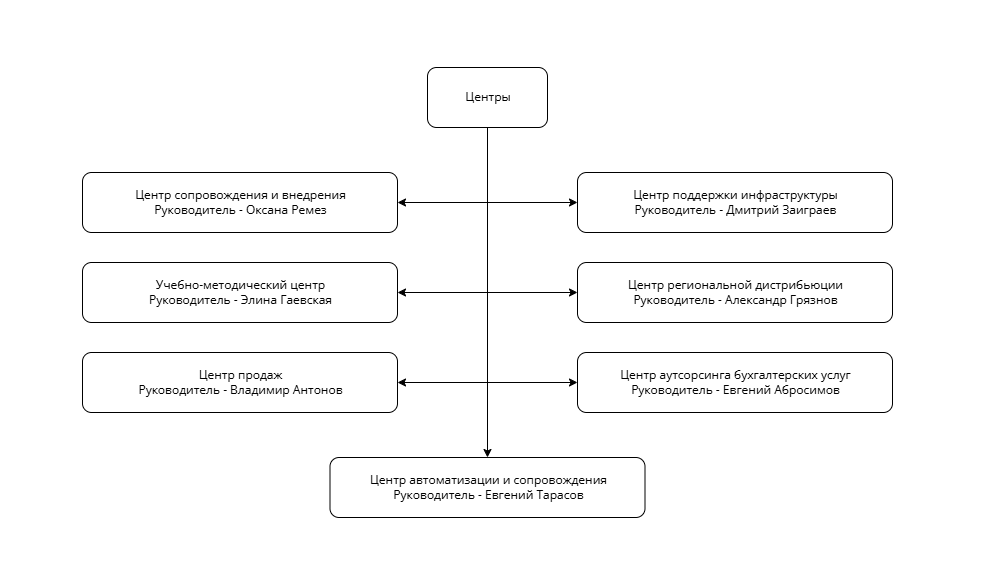 Центры
Центр сопровождения и внедрения
Руководитель - Оксана Ремез
Центр поддержки инфраструктуры
Руководитель - Дмитрий Заиграев
Учебно-методический центр
Руководитель - Элина Гаевская
Центр региональной дистрибьюции
Руководитель - Александр Грязнов
Центр продаж
Руководитель - Владимир Антонов
Центр аутсорсинга бухгалтерских услуг
Руководитель - Евгений Абросимов
Центр автоматизации и сопровождения
Руководитель - Евгений Тарасов